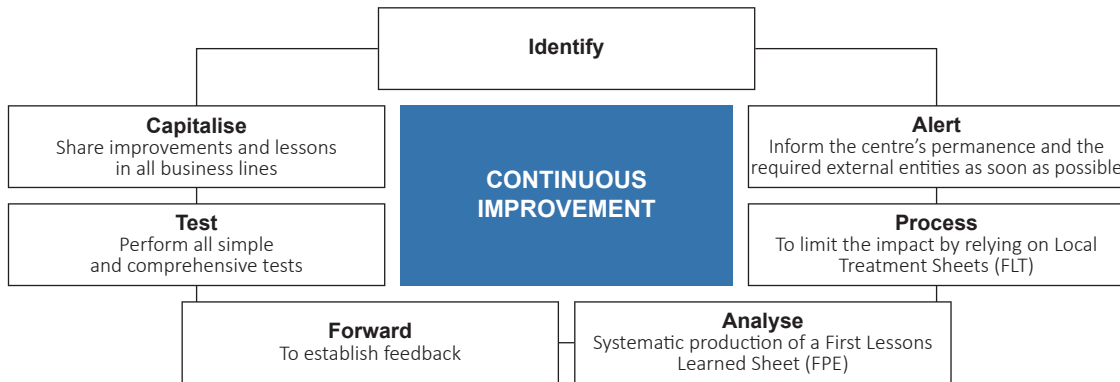 Identify
Capitalise
Share improvements and lessons
in all business lines
CONTINUOUS
IMPROVEMENT
Alert
Inform the centre's permanence and the
required external entities as soon as possible
Test
Perform all simple
and comprehensive tests
Process
To limit the impact by relying on Local
Treatment Sheets (FLT)
Forward
To establish feedback
Analyse
Systematic production of a First Lessons
Learned Sheet (FPE)